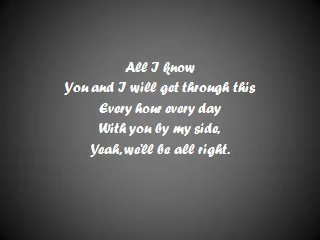 All I know
You and I will get through this
Every hour every day
With you by my side,
Yeah, we'll be all right.